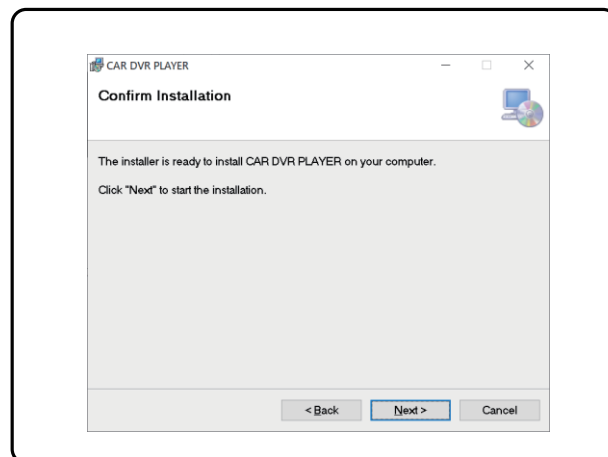 CAR DVR PLAYER
Confirm Installation
The installer is ready to install CAR DVR PLAYER on your computer.
Click "Next" to start the installation.
< Back Next > Cancel